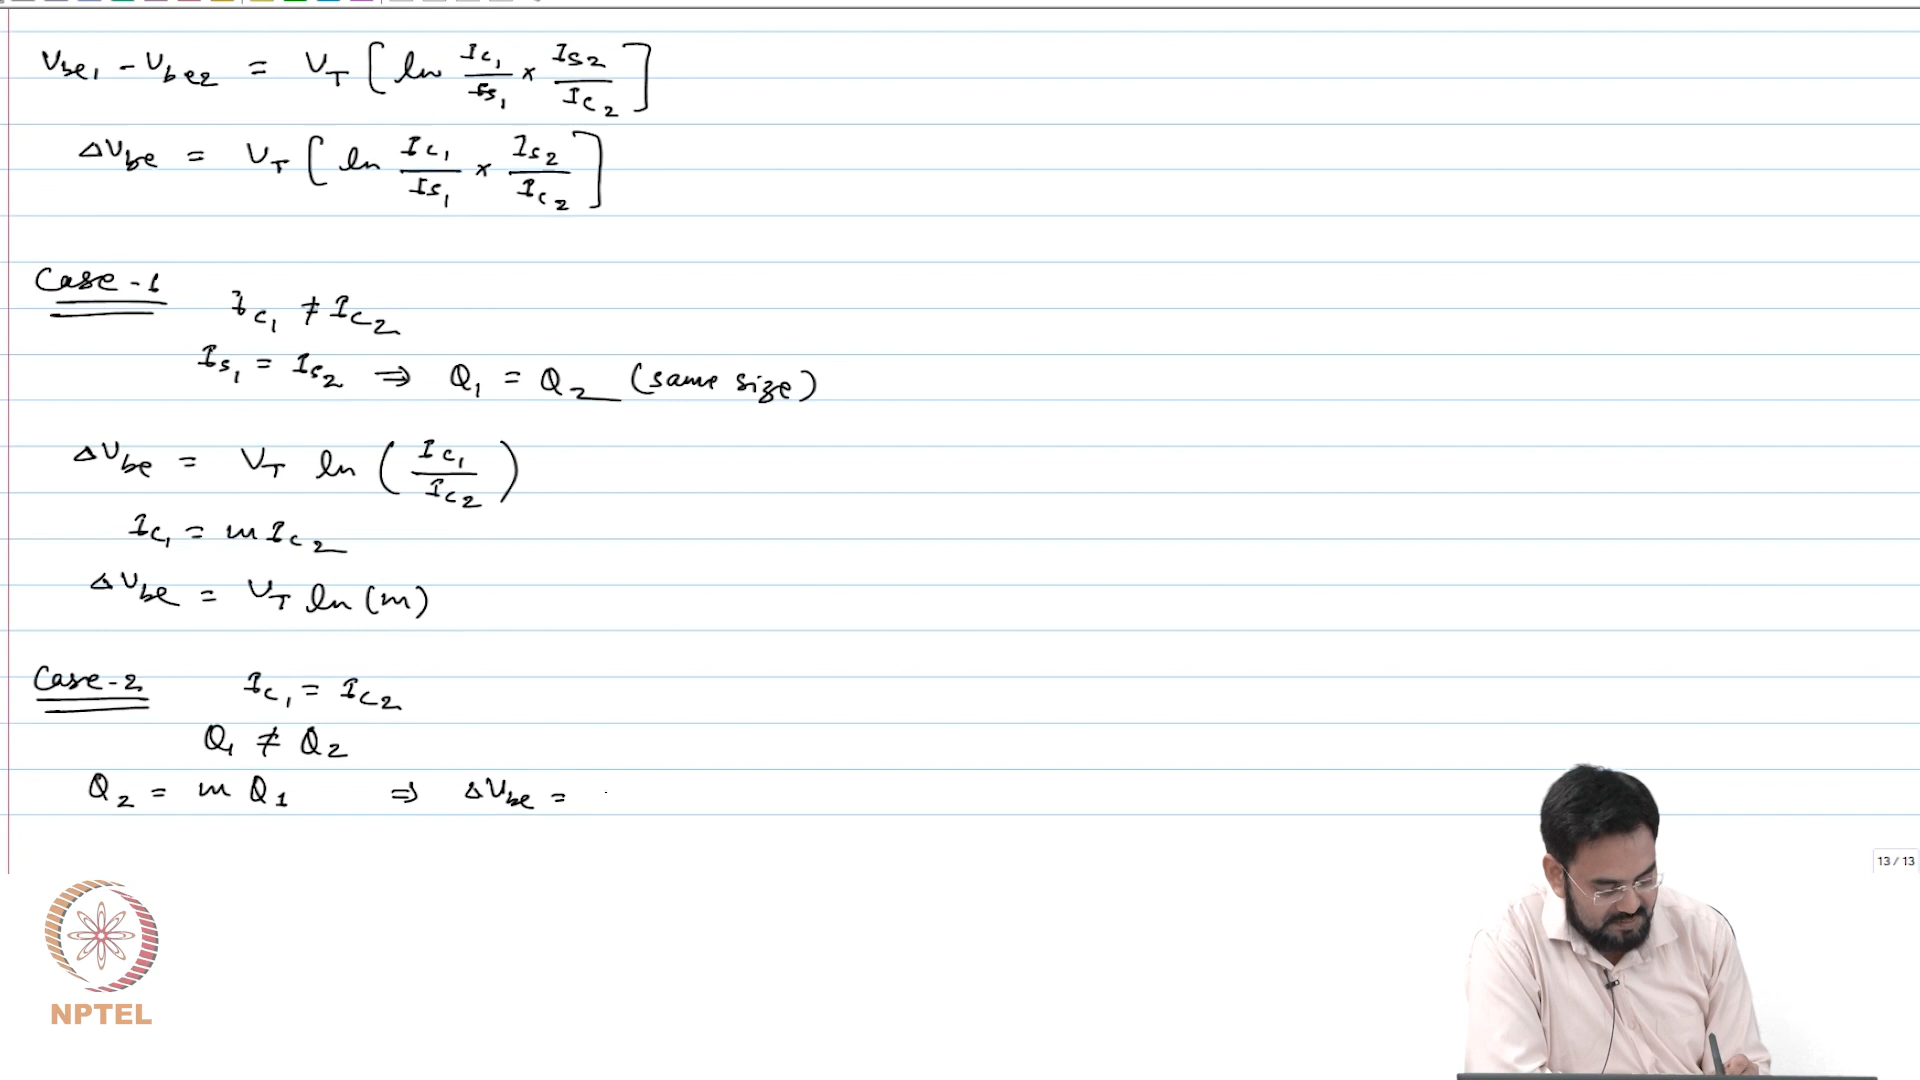 Vbe1 - Vbe2 = VT [ ln Ic1/Is1 × Is2/Ic2 ]
ΔVbe = VT [ ln Ic1/Is1 × Is2/Ic2 ]
Case-1
Ic1 ≠ Ic2
Is1 = Is2 ⇒ Q1 = Q2 (same size)
ΔVbe = VT ln ( Ic1/Ic2 )
Ic1 = m Ic2
ΔVbe = VT ln (m)
Case-2 Ic1 = Ic2
Q1 ≠ Q2
Q2 = m Q1 ⇒ ΔVbe =
13 / 13
NPTEL